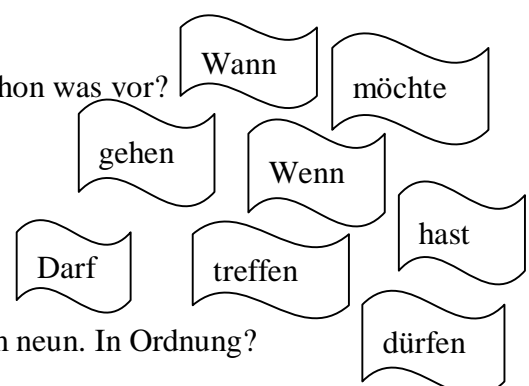 Wann
hon was vor?
möchte
gehen
Wenn
hast
Darf
treffen
n neun. In Ordnung?
dürfen